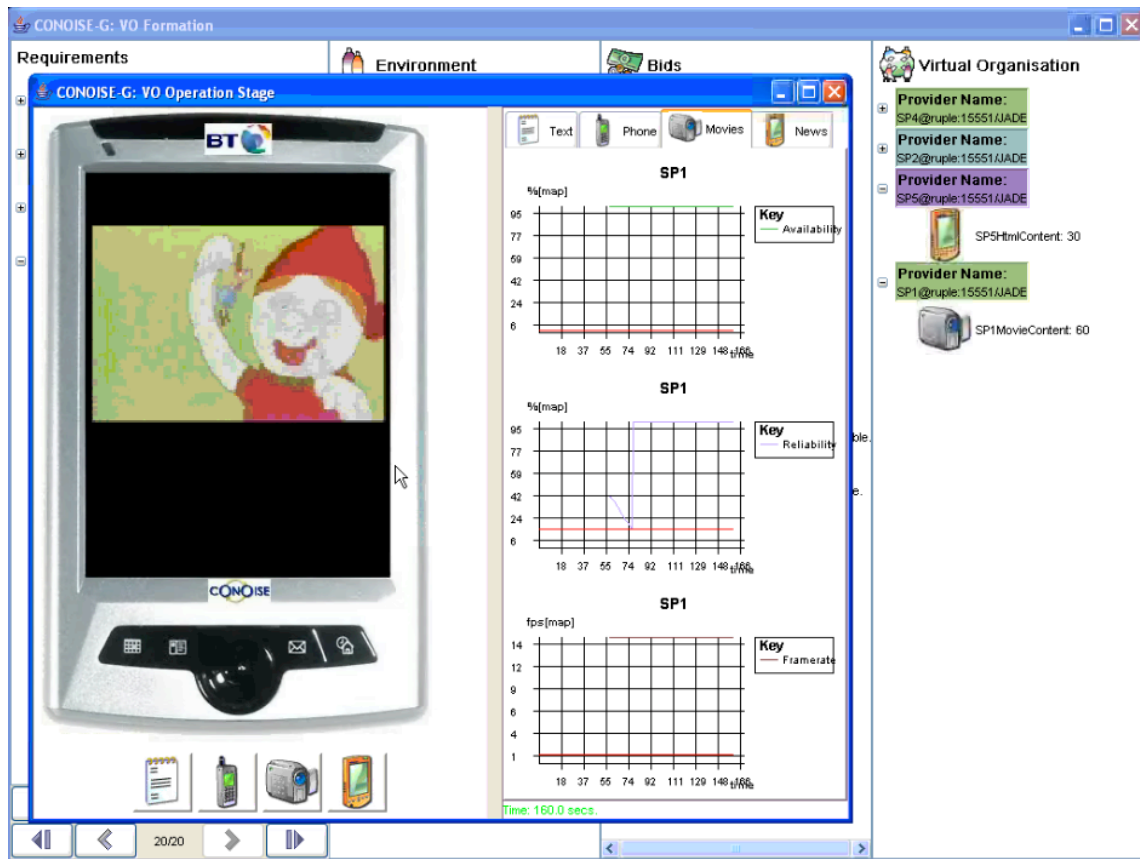 CONOISE-G: VO Formation
Requirements
Environment
Bids
Virtual Organisation
CONOISE-G: VO Operation Stage
BT
CONOISE
Text
Phone
Movies
News
SP1
%[map]
95
77
59
42
24
6
18 37 55 74 92 111 129 148 166
time
Key
Availability
SP1
%[map]
95
77
59
42
24
6
18 37 55 74 92 111 129 148 166
time
Key
Reliability
SP1
fps[map]
14
12
9
6
4
1
18 37 55 74 92 111 129 148 166
time
Key
Framerate
Time: 160.0 secs.
ble.
e.
Provider Name:
SP4@ruple:15551/JADE
Provider Name:
SP2@ruple:15551/JADE
Provider Name:
SP5@ruple:15551/JADE
SP5HtmlContent: 30
Provider Name:
SP1@ruple:15551/JADE
SP1MovieContent: 60
20/20